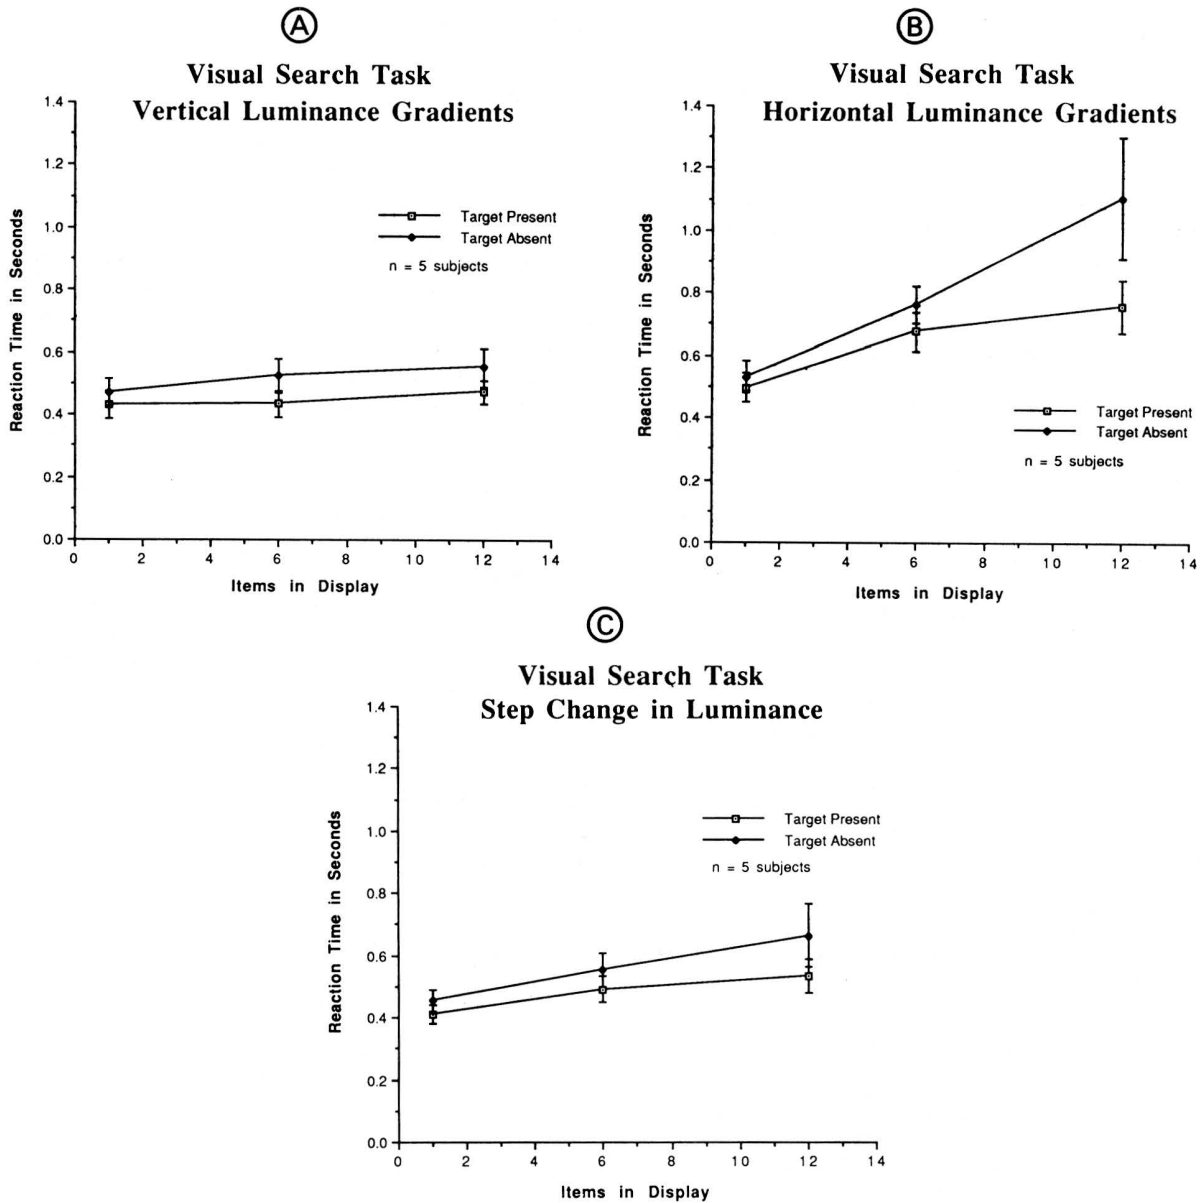 A
Visual Search Task
Vertical Luminance Gradients
1.4
1.2
1.0
0.8
0.6
0.4
0.2
0.0
Reaction Time in Seconds
Target Present
Target Absent
n = 5 subjects
0 2 4 6 8 10 12 14
Items in Display
B
Visual Search Task
Horizontal Luminance Gradients
1.4
1.2
1.0
0.8
0.6
0.4
0.2
0.0
Reaction Time in Seconds
Target Present
Target Absent
n = 5 subjects
0 2 4 6 8 10 12 14
Items in Display
C
Visual Search Task
Step Change in Luminance
1.4
1.2
1.0
0.8
0.6
0.4
0.2
0.0
Reaction Time in Seconds
Target Present
Target Absent
n = 5 subjects
0 2 4 6 8 10 12 14
Items in Display